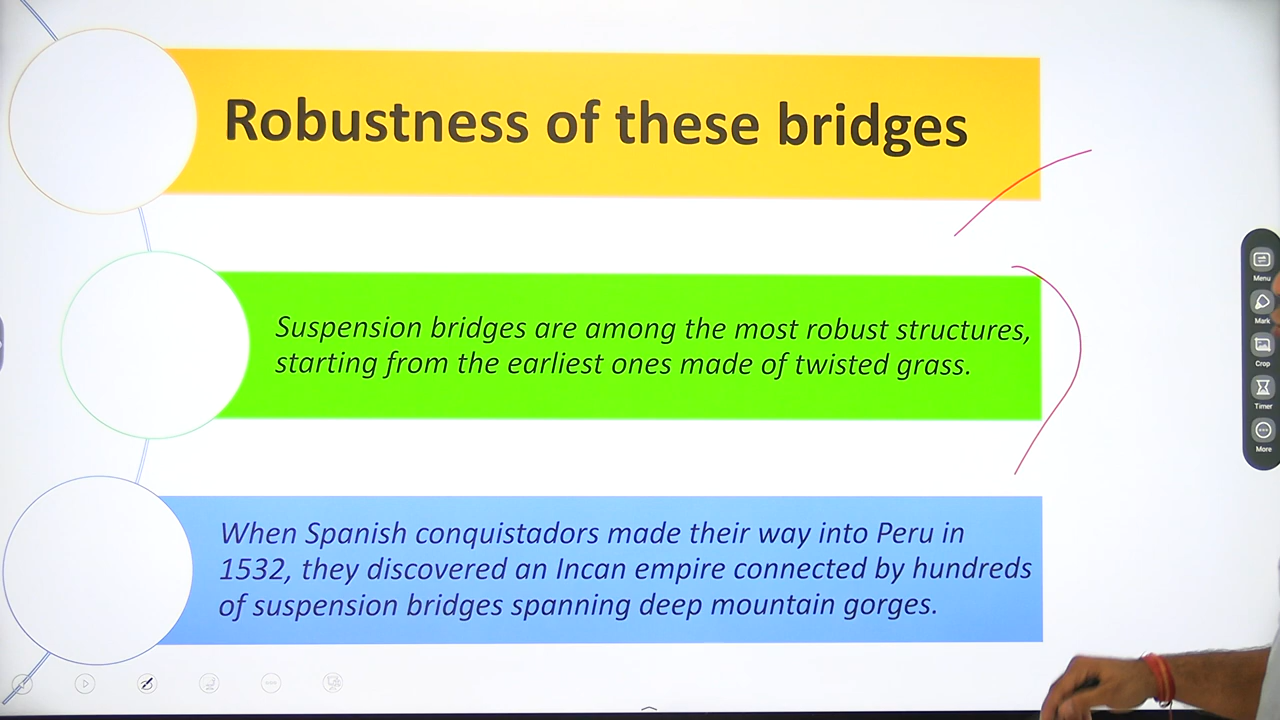 Robustness of these bridges
Suspension bridges are among the most robust structures,
starting from the earliest ones made of twisted grass.
When Spanish conquistadors made their way into Peru in
1532, they discovered an Incan empire connected by hundreds
of suspension bridges spanning deep mountain gorges.
Menu
Mark
Crop
Timer
More